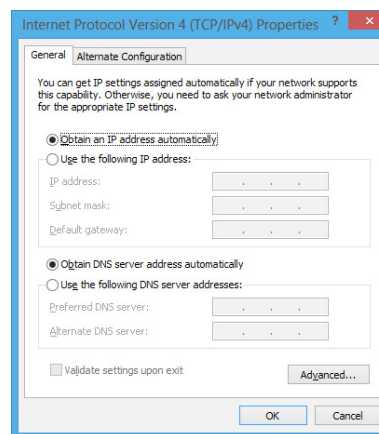 Internet Protocol Version 4 (TCP/IPv4) Properties ? ×
General Alternate Configuration
You can get IP settings assigned automatically if your network supports
this capability. Otherwise, you need to ask your network administrator
for the appropriate IP settings.
Obtain an IP address automatically
Use the following IP address:
IP address: . . .
Subnet mask: . . .
Default gateway: . . .
Obtain DNS server address automatically
Use the following DNS server addresses:
Preferred DNS server: . . .
Alternate DNS server: . . .
Validate settings upon exit
Advanced...
OK Cancel